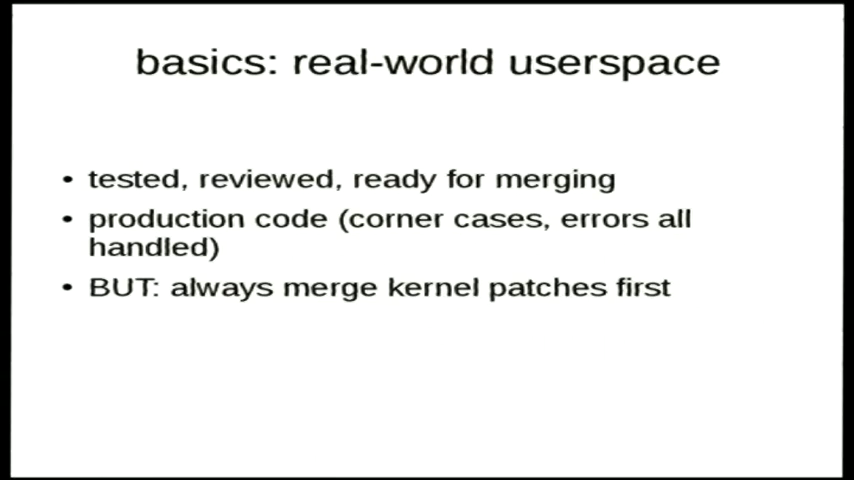 basics: real-world userspace
• tested, reviewed, ready for merging
• production code (corner cases, errors all
handled)
• BUT: always merge kernel patches first